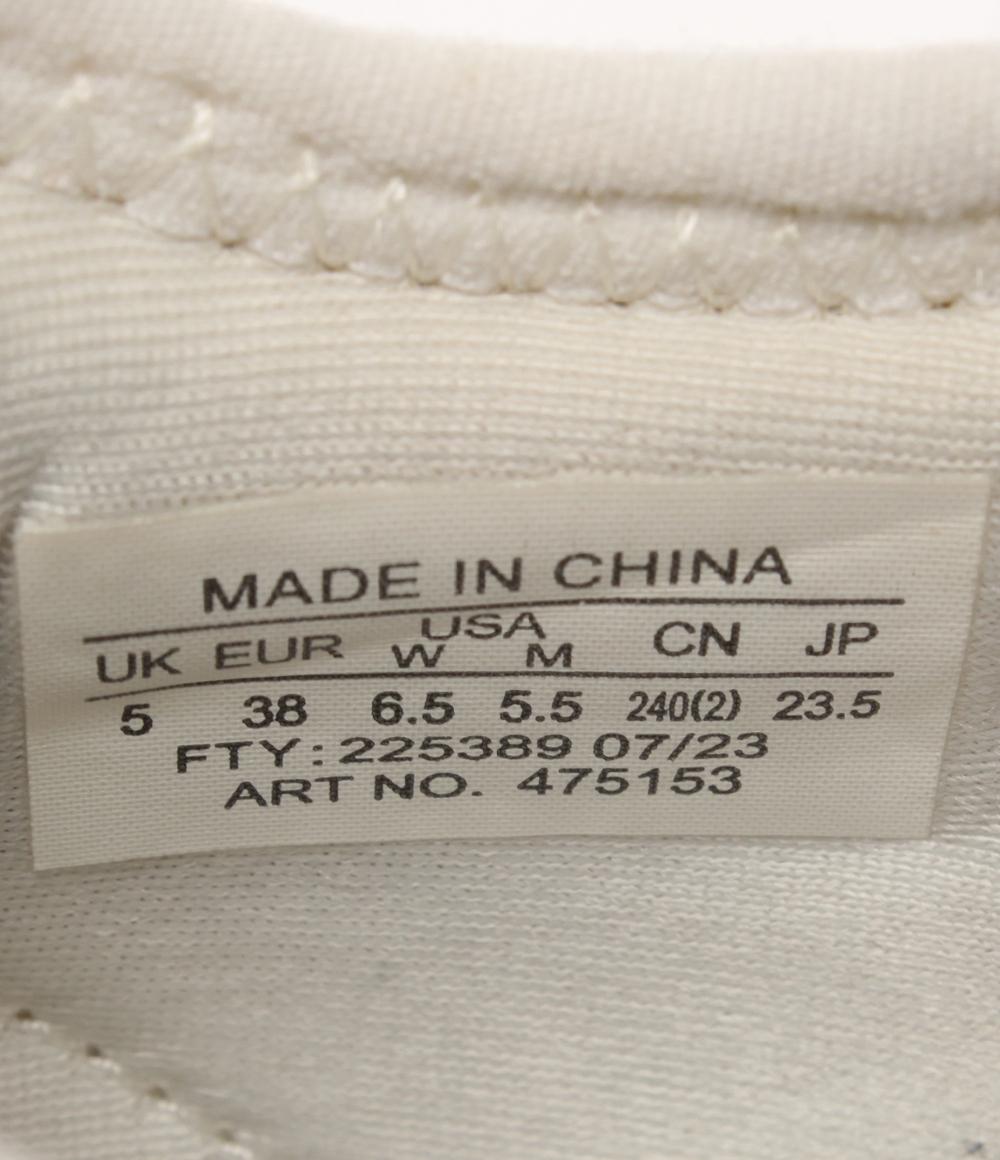 MADE IN CHINA
UK EUR USA CN JP
W M
5 38 6.5 5.5 240(2) 23.5
FTY: 225389 07/23
ART NO. 475153